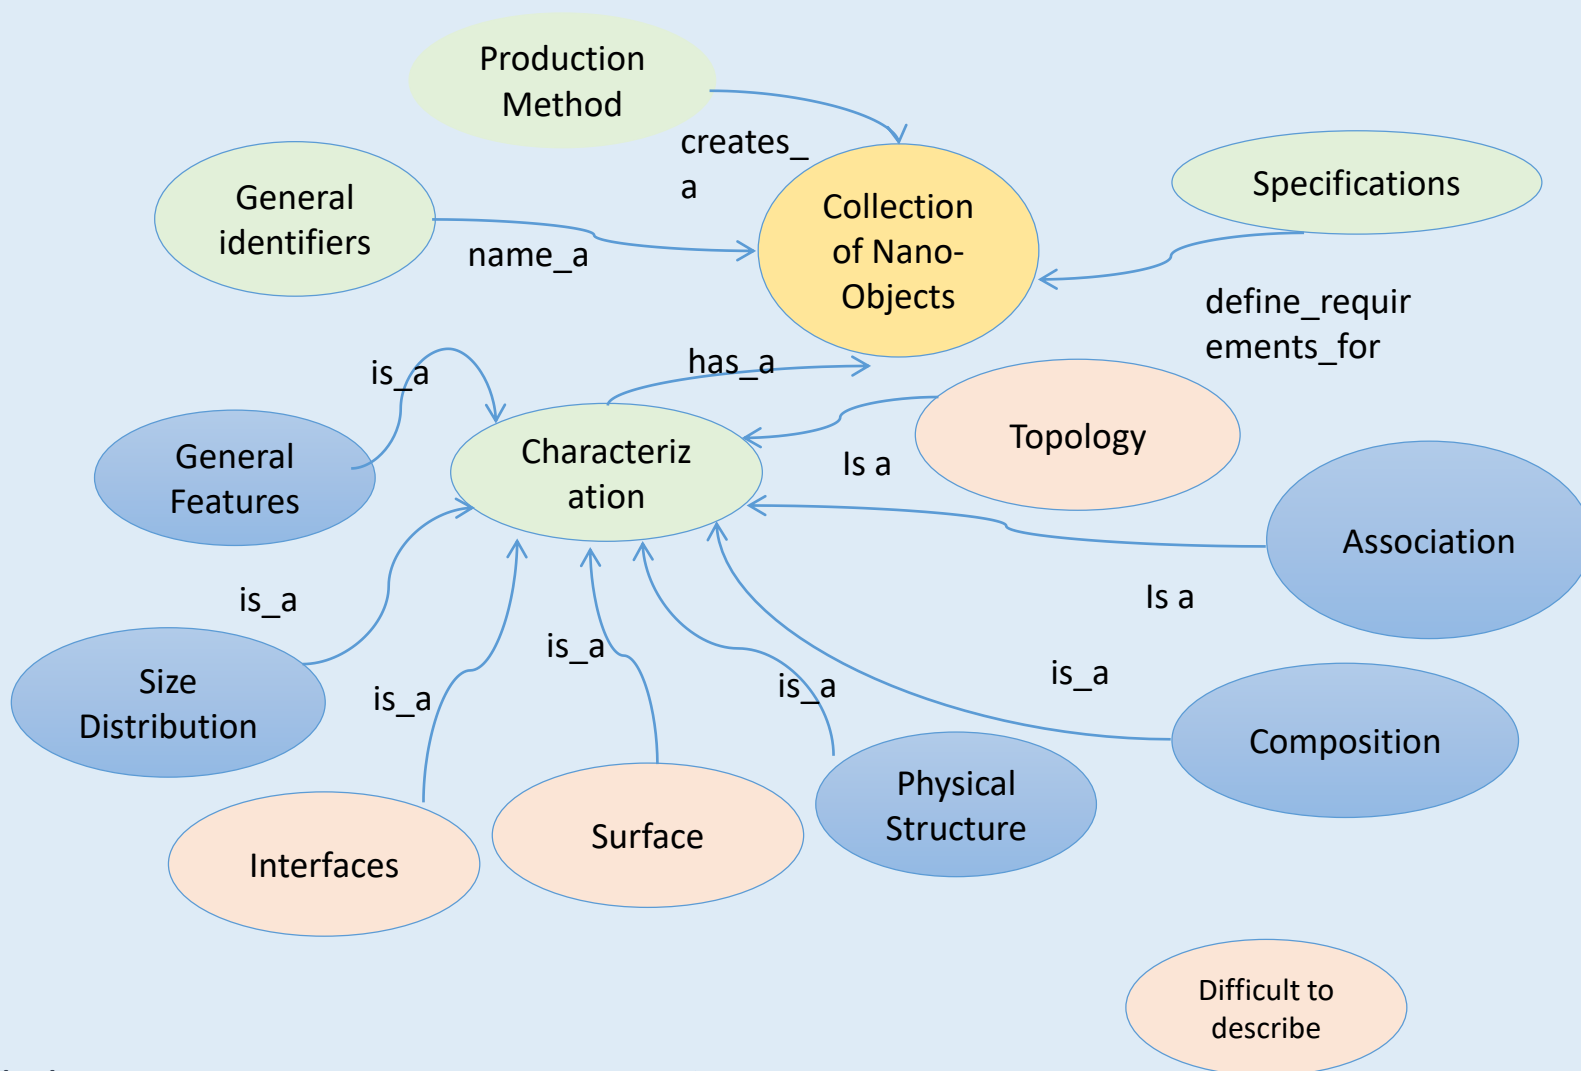 Production
Method
creates_
a
General
identifiers
name_a
Collection
of Nano-
Objects
Specifications
define_requir
ements_for
is_a
has_a
General
Features
Characteriz
ation
Topology
Is a
Association
Is a
is_a
Size
Distribution
is_a
is_a
is_a
is_a
Composition
Interfaces
Surface
Physical
Structure
Difficult to
describe